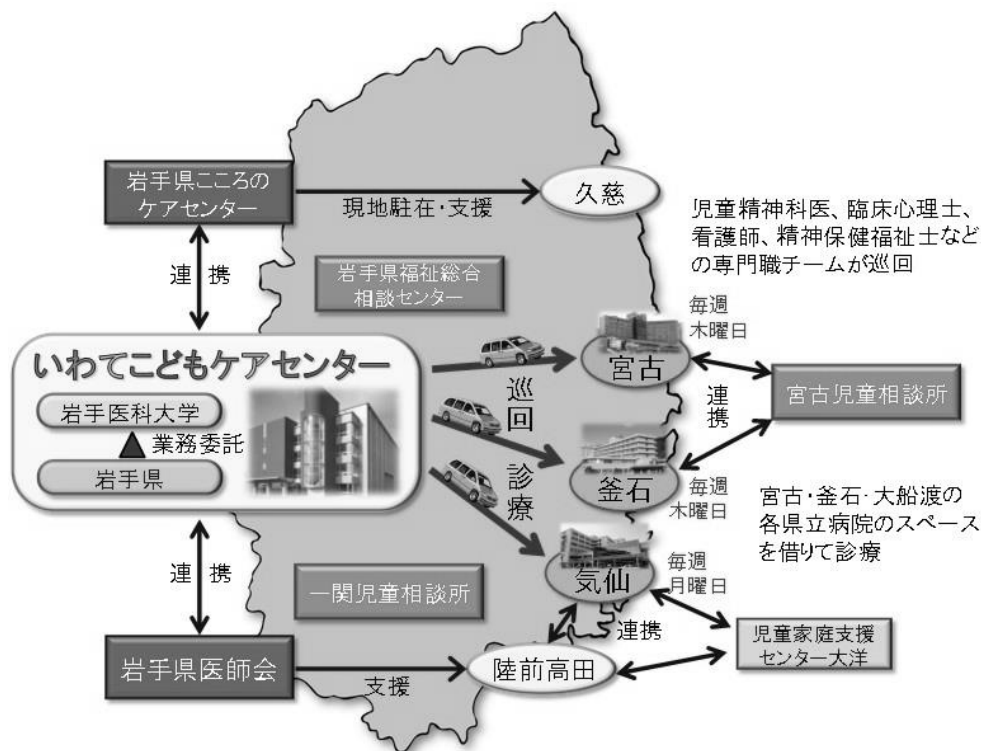 岩手県こころの
ケアセンター
現地駐在・支援
久慈
児童精神科医、臨床心理士、
看護師、精神保健福祉士など
の専門職チームが巡回
連携
岩手県福祉総合
相談センター
毎週
木曜日
いわてこどもケアセンター
岩手医科大学
業務委託
岩手県
巡回
診療
宮古
連携
宮古児童相談所
釜石
毎週
木曜日
宮古・釜石・大船渡の
各県立病院のスペース
を借りて診療
気仙
毎週
月曜日
連携
一関児童相談所
連携
児童家庭支援
センター大洋
岩手県医師会
支援
陸前高田